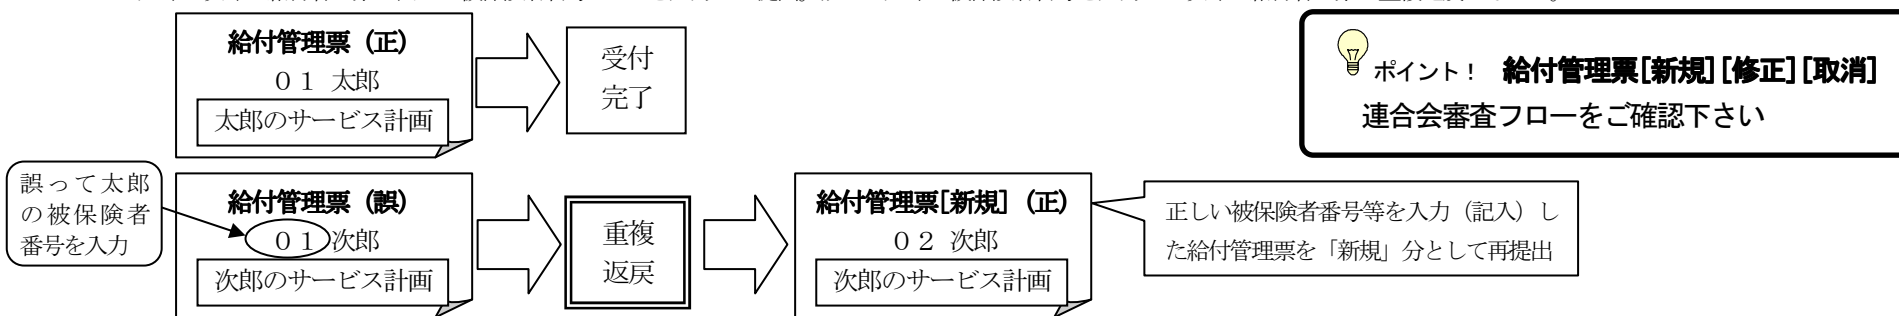 給付管理票（正）
０１ 太郎
太郎のサービス計画
受付
完了
ポイント！ 給付管理票[新規][修正][取消]
連合会審査フローをご確認下さい
誤って太郎
の被保険者
番号を入力
給付管理票（誤）
０１ 次郎
次郎のサービス計画
重複
返戻
給付管理票[新規]（正）
０２ 次郎
次郎のサービス計画
正しい被保険者番号等を入力（記入）し
た給付管理票を「新規」分として再提出